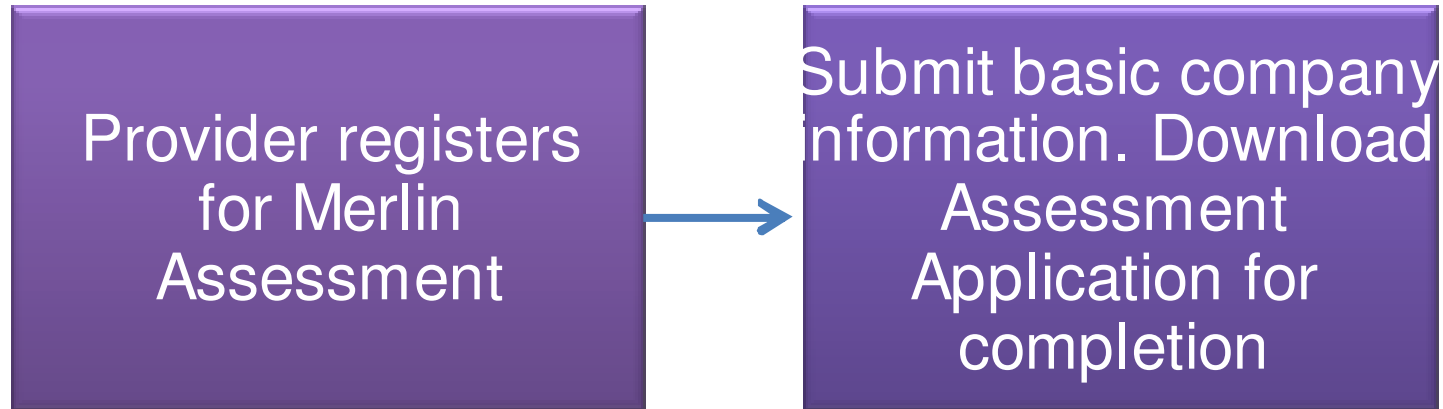 Provider registers
for Merlin
Assessment
Submit basic company
information. Download
Assessment
Application for
completion